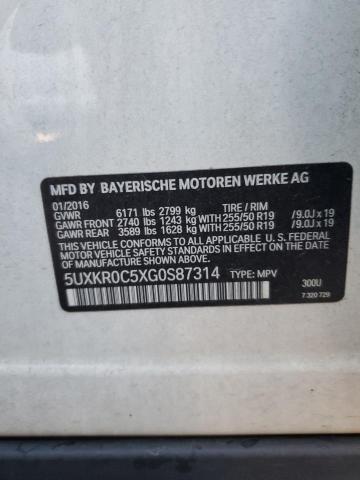 MFD BY BAYERISCHE MOTOREN WERKE AG
01/2016 TIRE / RIM
GVWR 6171 lbs 2799 kg
GAWR FRONT 2740 lbs 1243 kg WITH 255/50 R19 /9.0J x 19
GAWR REAR 3589 lbs 1628 kg WITH 255/50 R19 /9.0J x 19
THIS VEHICLE CONFORMS TO ALL APPLICABLE U.S. FEDERAL
MOTOR VEHICLE SAFETY STANDARDS IN EFFECT ON THE
DATE OF MANUFACTURE SHOWN ABOVE.
5UXKR0C5XG0S87314 TYPE: MPV 300U
7 320 729